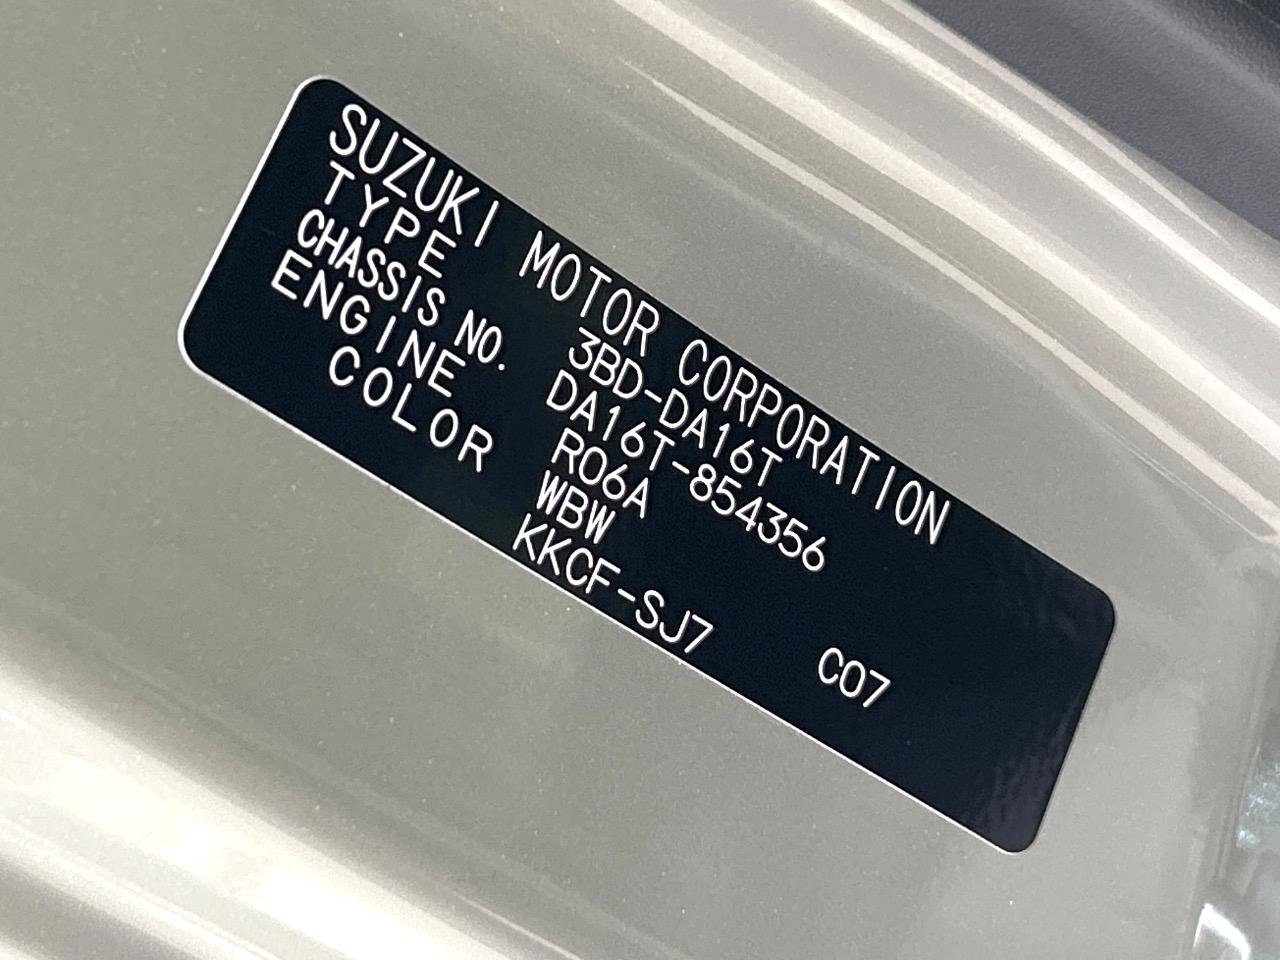 SUZUKI MOTOR CORPORATION
TYPE 3BD-DA16T
CHASSIS NO. DA16T-854356
ENGINE R06A
COLOR WBW
KKCF-SJ7 C07